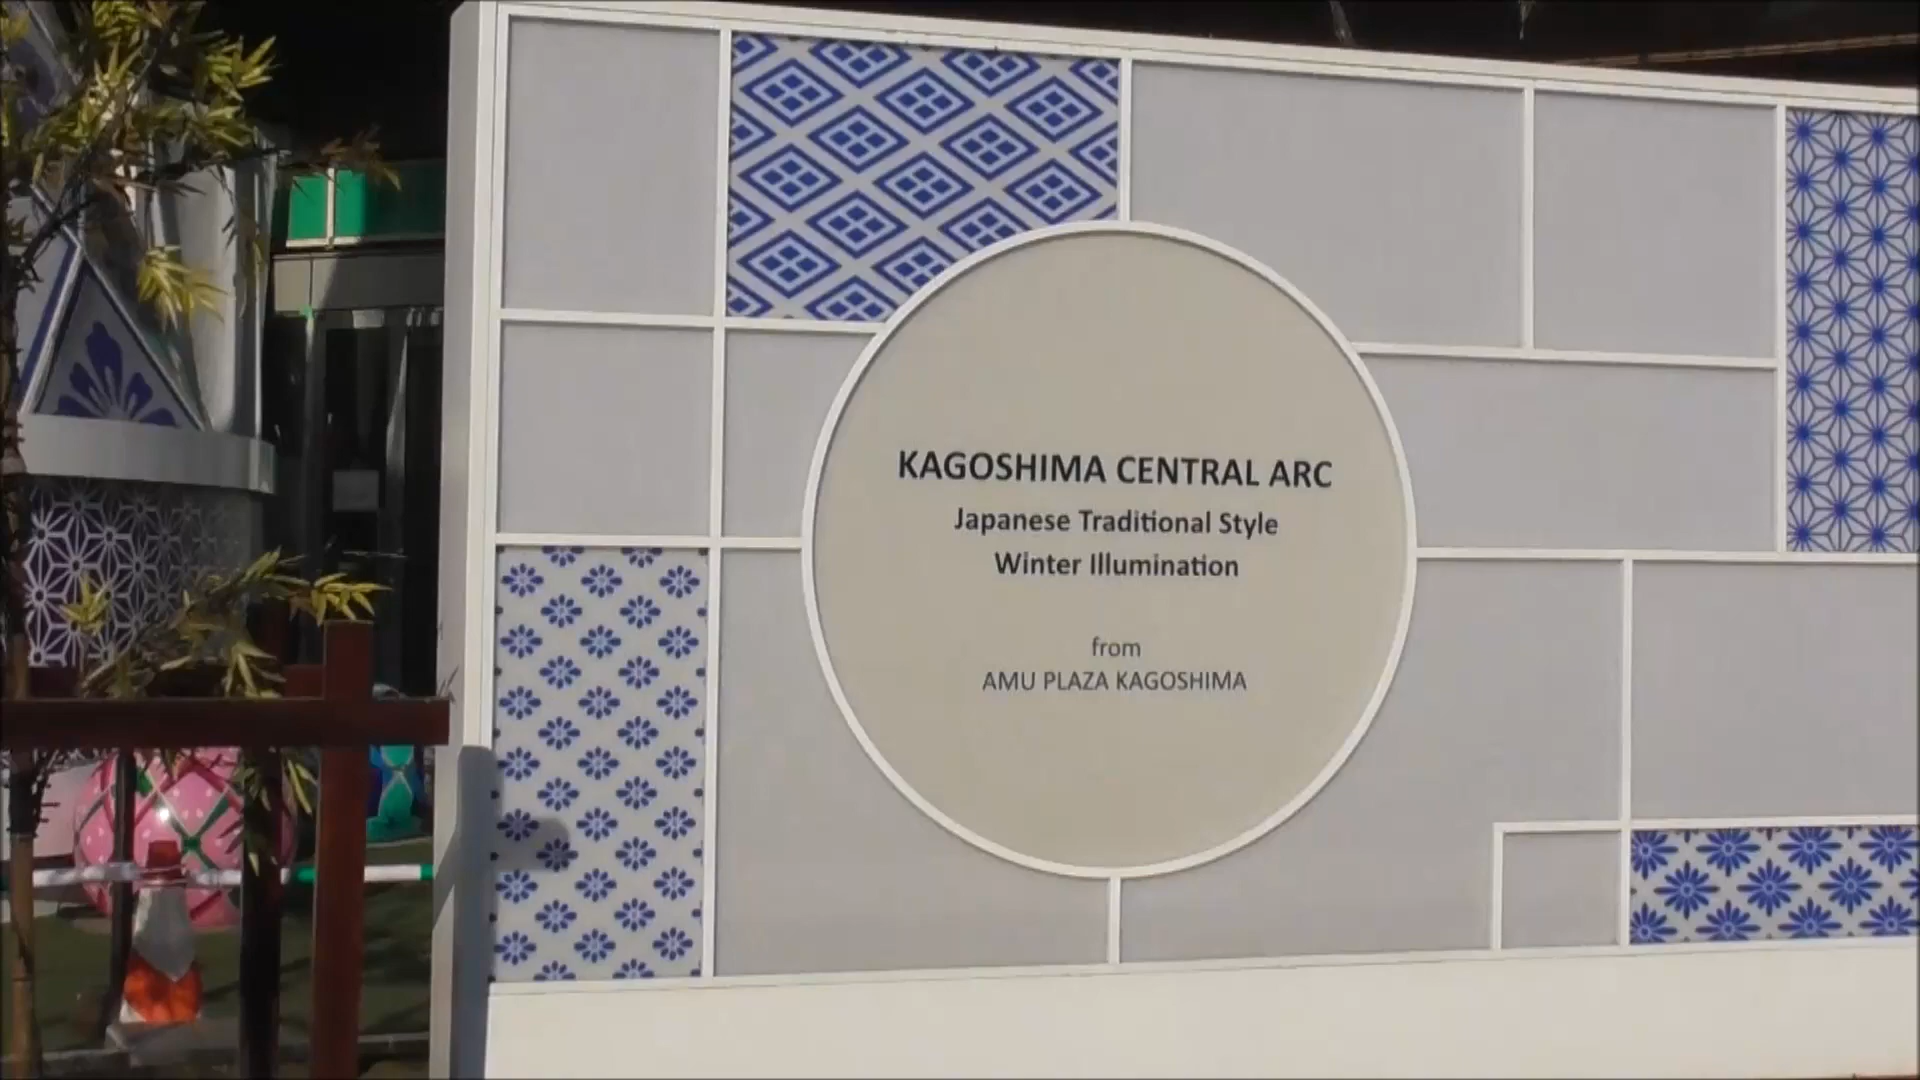 KAGOSHIMA CENTRAL ARC
Japanese Traditional Style
Winter Illumination
from
AMU PLAZA KAGOSHIMA